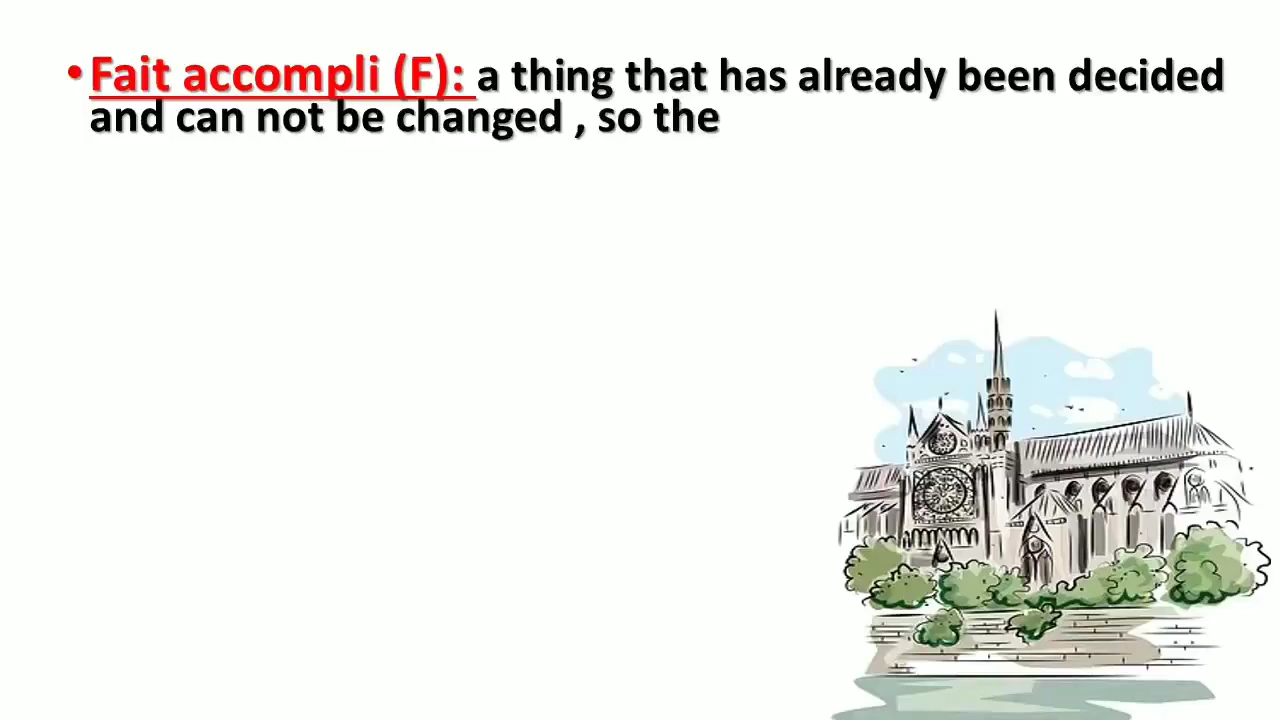 •Fait accompli (F): a thing that has already been decided
and can not be changed , so the